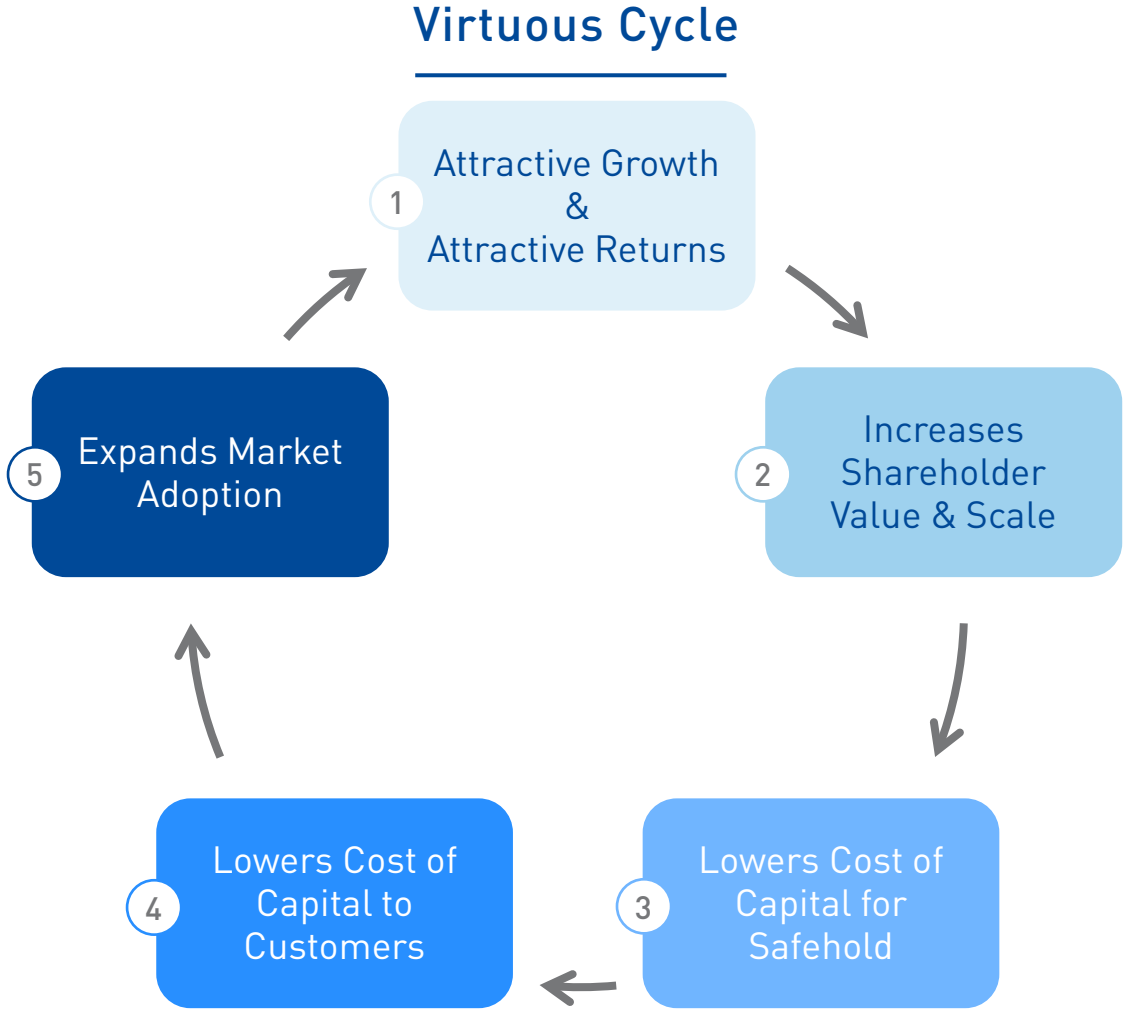 Virtuous Cycle
1
Attractive Growth
&
Attractive Returns
2
Increases
Shareholder
Value & Scale
3
Lowers Cost of
Capital for
Safehold
4
Lowers Cost of
Capital to
Customers
5
Expands Market
Adoption